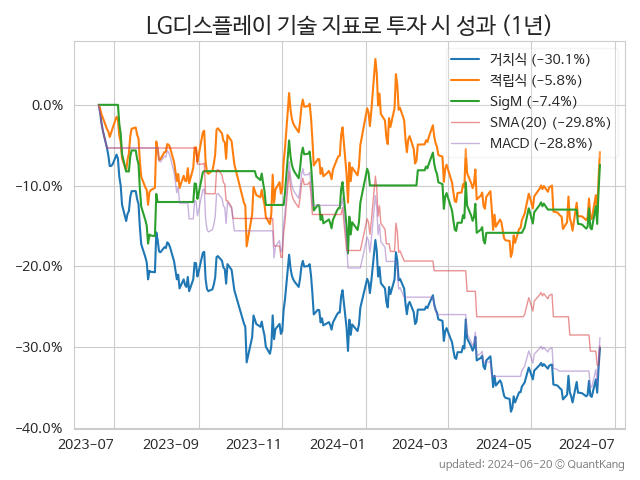 LG디스플레이 기술 지표로 투자 시 성과 (1년)
거치식 (−30.1%)
적립식 (−5.8%)
SigM (−7.4%)
SMA(20) (−29.8%)
MACD (−28.8%)
0.0%
−10.0%
−20.0%
−30.0%
−40.0%
2023−07 2023−09 2023−11 2024−01 2024−03 2024−05 2024−07
updated: 2024−06−20 © QuantKang